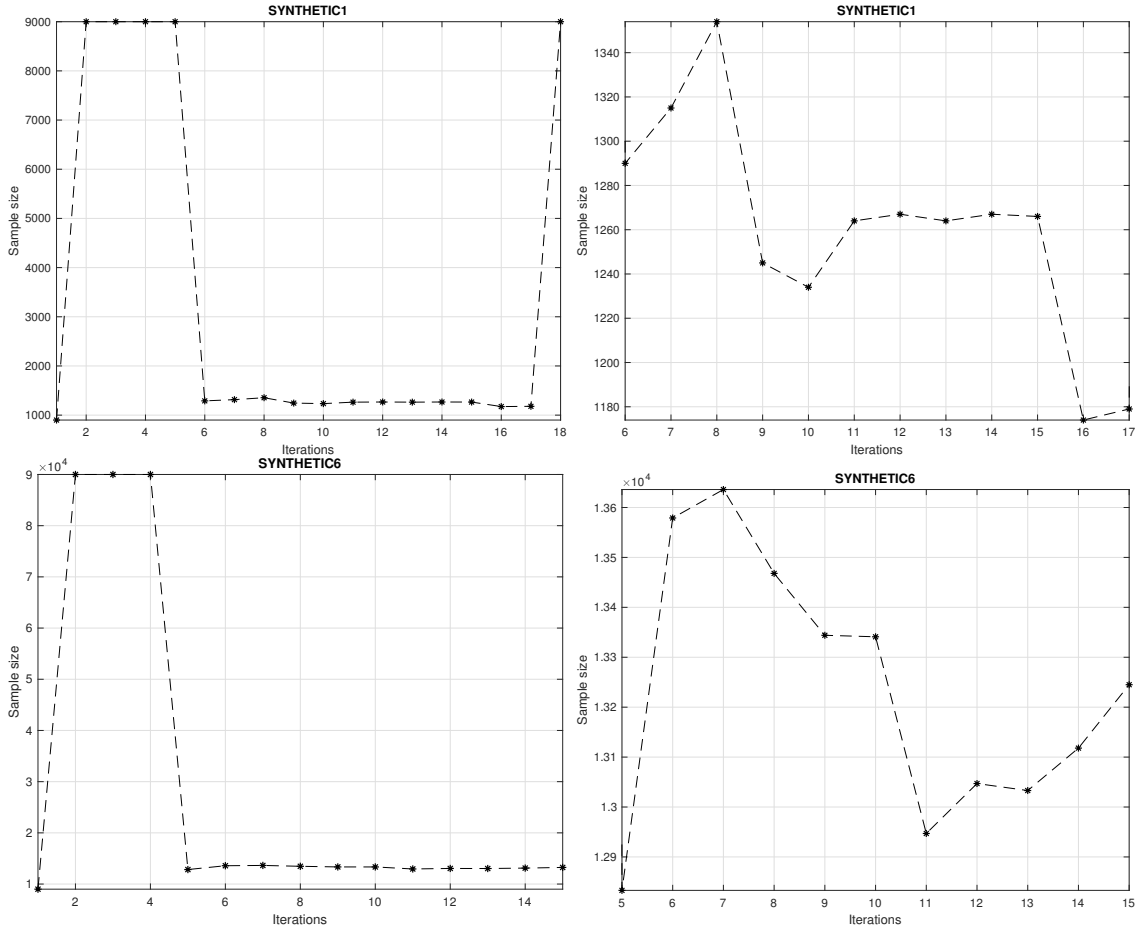 SYNTHETIC1
9000
8000
7000
6000
5000
4000
3000
2000
1000
Sample size
2 4 6 8 10 12 14 16 18
Iterations
SYNTHETIC1
1340
1320
1300
1280
1260
1240
1220
1200
1180
Sample size
6 7 8 9 10 11 12 13 14 15 16 17
Iterations
SYNTHETIC6
×10^4
9
8
7
6
5
4
3
2
1
Sample size
2 4 6 8 10 12 14
Iterations
SYNTHETIC6
×10^4
1.36
1.35
1.34
1.33
1.32
1.31
1.3
1.29
Sample size
5 6 7 8 9 10 11 12 13 14 15
Iterations